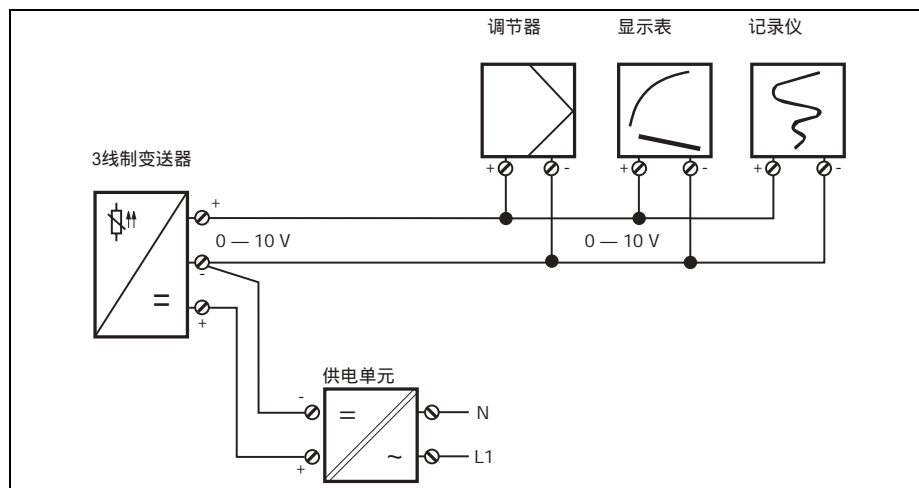 调节器 显示表 记录仪
+ - + - + -
3线制变送器
+
0 — 10 V 0 — 10 V
-
+
供电单元
-
=
N
+
~
L1